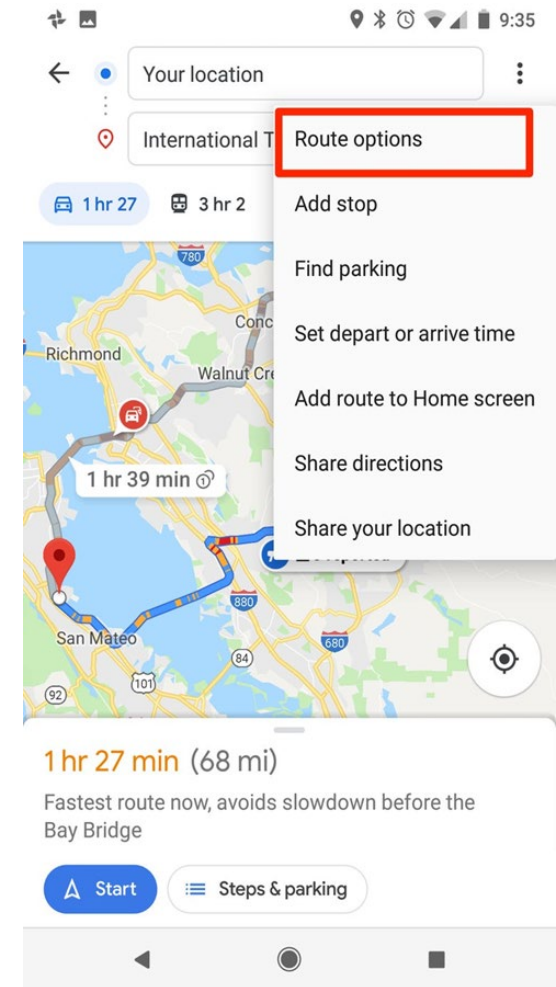 9:35
Your location
International T
Route options
1 hr 27
3 hr 2
Add stop
Find parking
Set depart or arrive time
Add route to Home screen
Share directions
Share your location
780
Conc
Richmond
Walnut Cre
1 hr 39 min
880
680
San Mateo
84
101
92
1 hr 27 min (68 mi)
Fastest route now, avoids slowdown before the
Bay Bridge
Start
Steps & parking